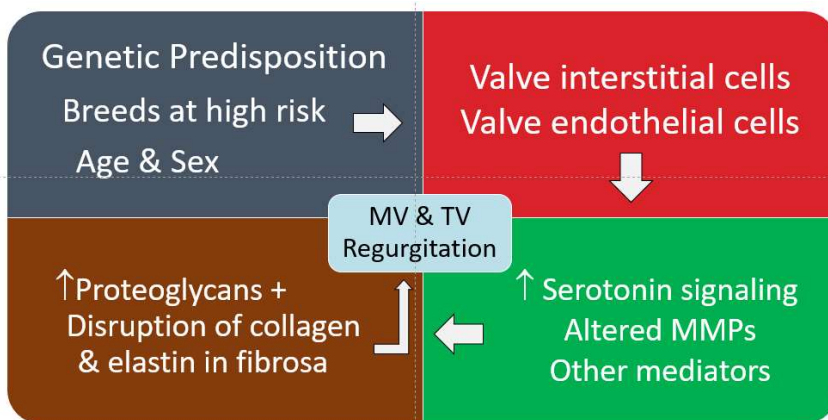 Genetic Predisposition
Breeds at high risk
Age & Sex
Valve interstitial cells
Valve endothelial cells
MV & TV
Regurgitation
↑Proteoglycans +
Disruption of collagen
& elastin in fibrosa
↑ Serotonin signaling
Altered MMPs
Other mediators